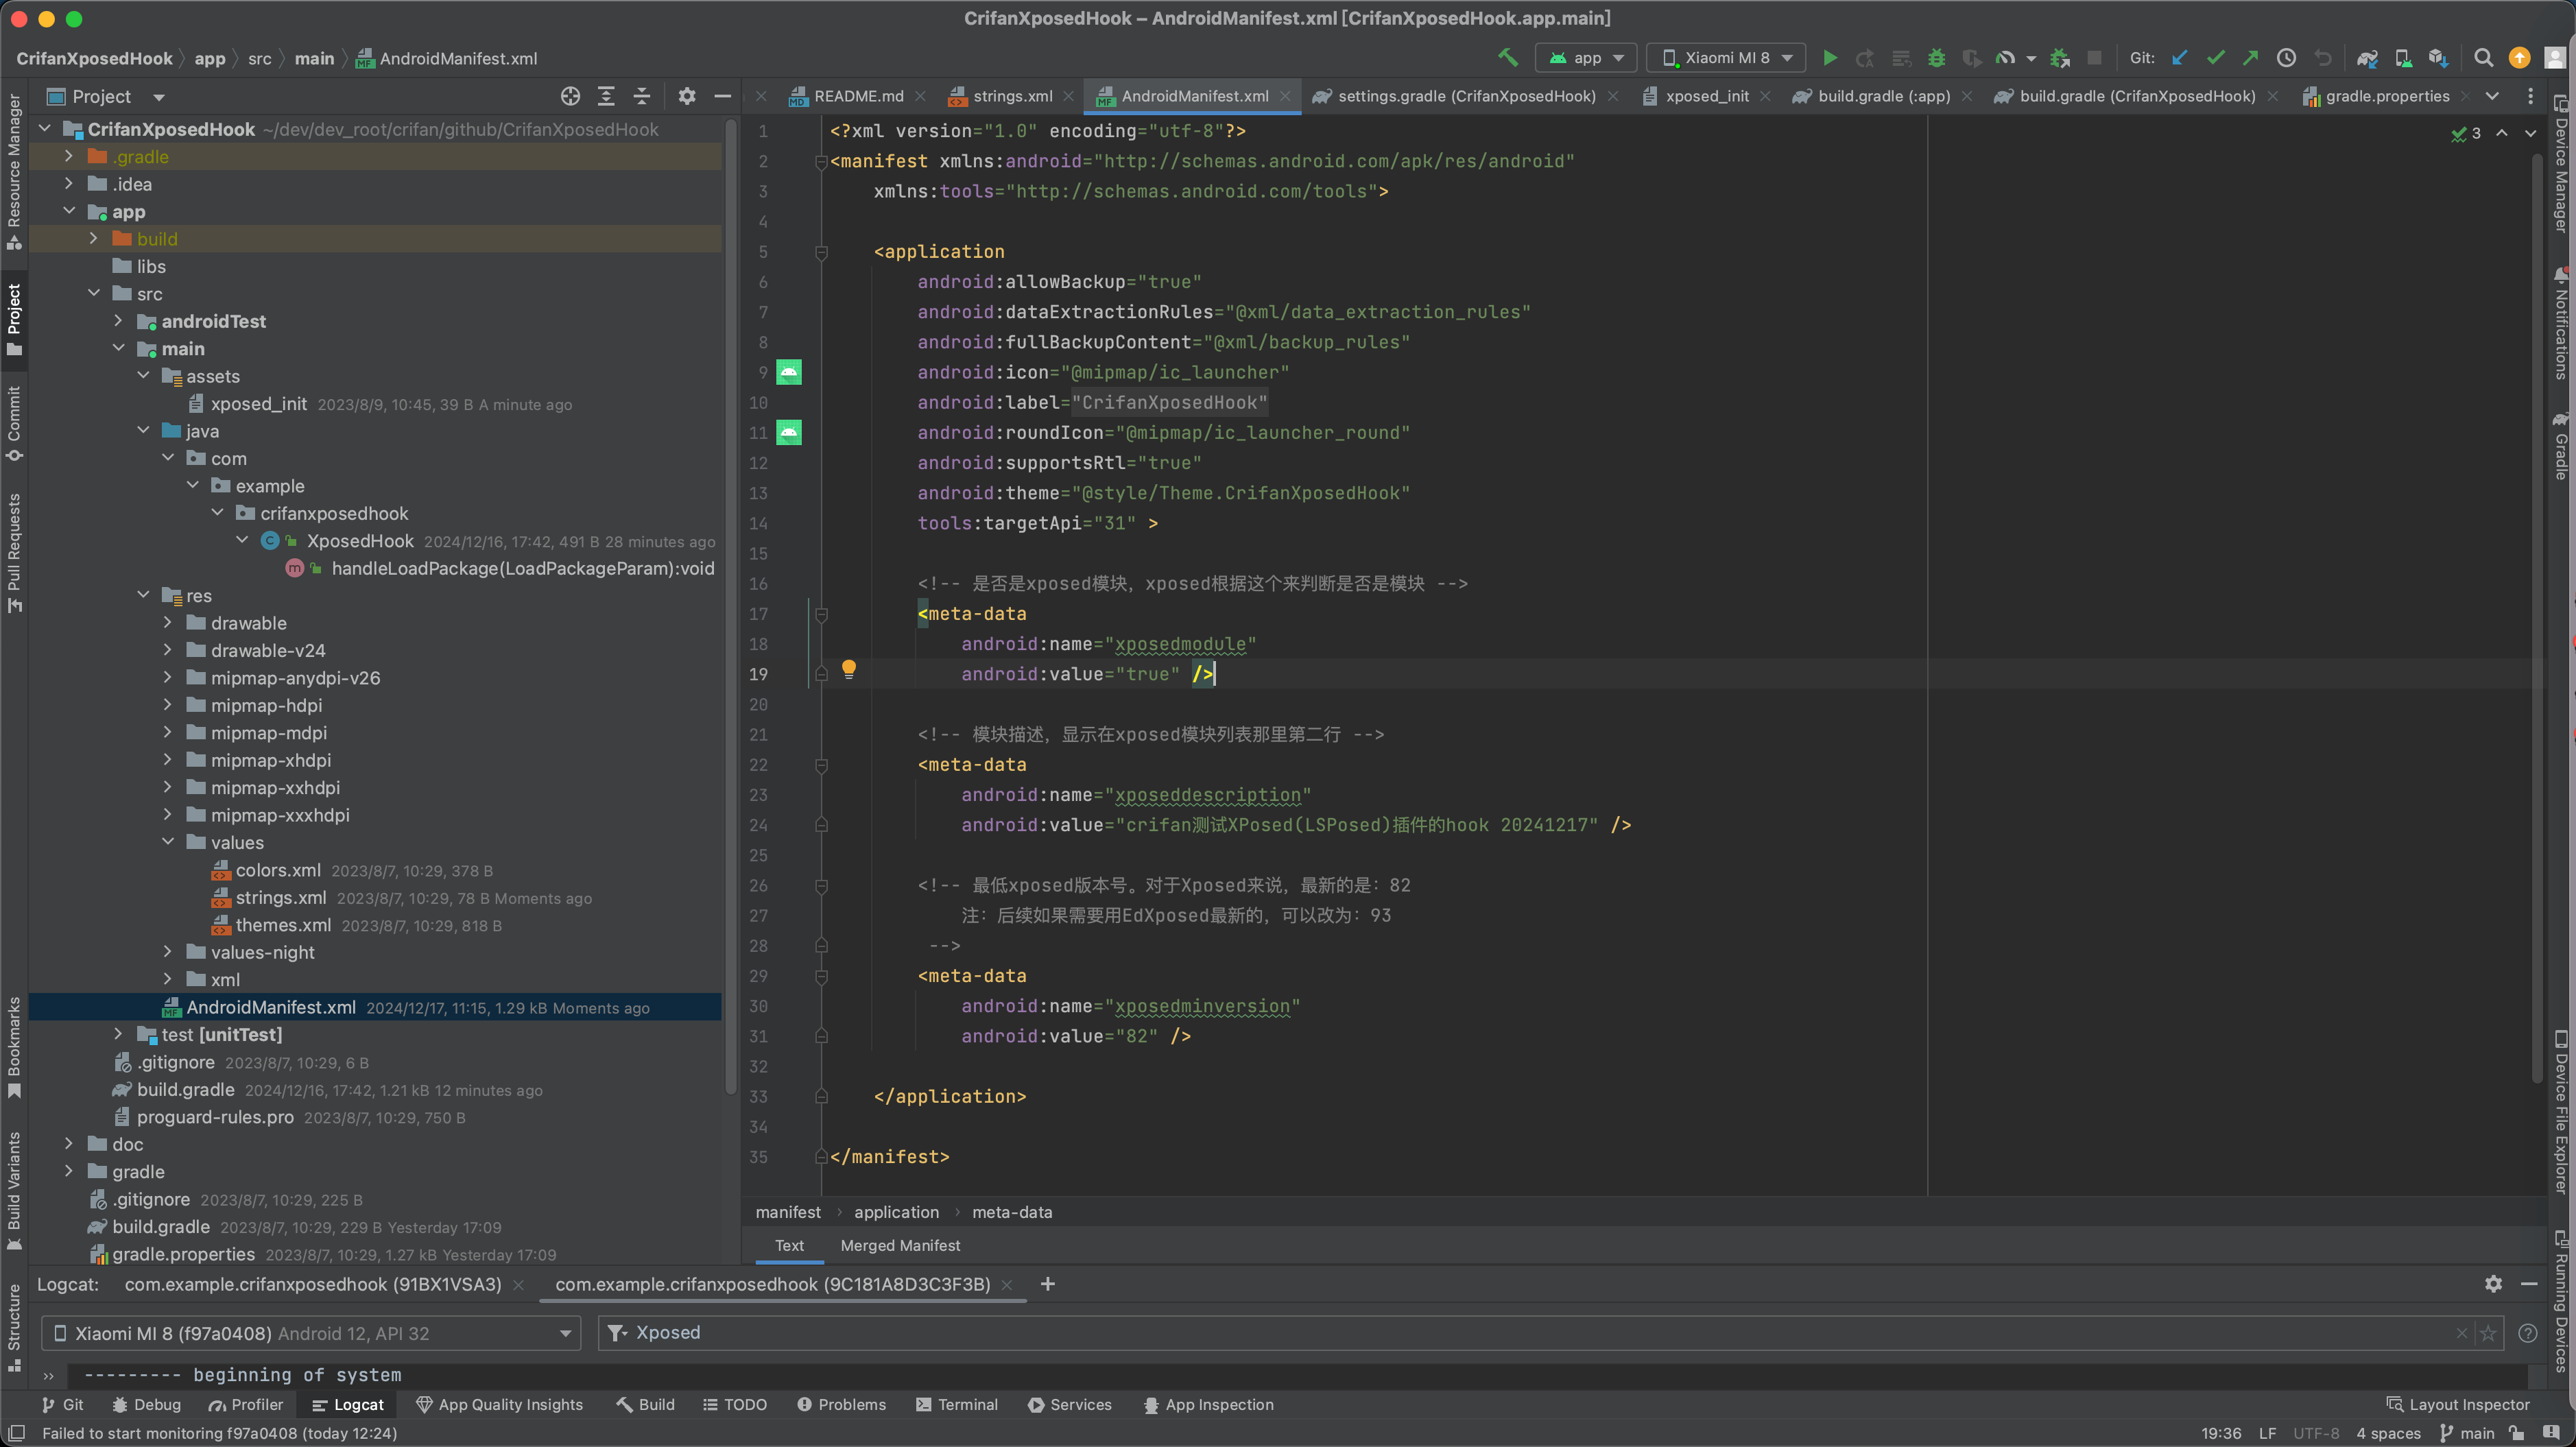 CrifanXposedHook – AndroidManifest.xml [CrifanXposedHook.app.main]
CrifanXposedHook › app › src › main › AndroidManifest.xml
app
Xiaomi MI 8
Git:
Project
README.md
strings.xml
AndroidManifest.xml
settings.gradle (CrifanXposedHook)
xposed_init
build.gradle (:app)
build.gradle (CrifanXposedHook)
gradle.properties
Resource Manager
Project
Commit
Pull Requests
Bookmarks
Build Variants
Structure
CrifanXposedHook ~/dev/dev_root/crifan/github/CrifanXposedHook
.gradle
.idea
app
build
libs
src
androidTest
main
assets
xposed_init 2023/8/9, 10:45, 39 B A minute ago
java
com
example
crifanxposedhook
XposedHook 2024/12/16, 17:42, 491 B 28 minutes ago
handleLoadPackage(LoadPackageParam):void
res
drawable
drawable-v24
mipmap-anydpi-v26
mipmap-hdpi
mipmap-mdpi
mipmap-xhdpi
mipmap-xxhdpi
mipmap-xxxhdpi
values
colors.xml 2023/8/7, 10:29, 378 B
strings.xml 2023/8/7, 10:29, 78 B Moments ago
themes.xml 2023/8/7, 10:29, 818 B
values-night
xml
AndroidManifest.xml 2024/12/17, 11:15, 1.29 kB Moments ago
test [unitTest]
.gitignore 2023/8/7, 10:29, 6 B
build.gradle 2024/12/16, 17:42, 1.21 kB 12 minutes ago
proguard-rules.pro 2023/8/7, 10:29, 750 B
doc
gradle
.gitignore 2023/8/7, 10:29, 225 B
build.gradle 2023/8/7, 10:29, 229 B Yesterday 17:09
gradle.properties 2023/8/7, 10:29, 1.27 kB Yesterday 17:09
3
1 <?xml version="1.0" encoding="utf-8"?>
2 <manifest xmlns:android="http://schemas.android.com/apk/res/android"
3 xmlns:tools="http://schemas.android.com/tools">
4
5 <application
6 android:allowBackup="true"
7 android:dataExtractionRules="@xml/data_extraction_rules"
8 android:fullBackupContent="@xml/backup_rules"
9 android:icon="@mipmap/ic_launcher"
10 android:label="CrifanXposedHook"
11 android:roundIcon="@mipmap/ic_launcher_round"
12 android:supportsRtl="true"
13 android:theme="@style/Theme.CrifanXposedHook"
14 tools:targetApi="31" >
15
16 <!-- 是否是xposed模块，xposed根据这个来判断是否是模块 -->
17 <meta-data
18 android:name="xposedmodule"
19 android:value="true" />
20
21 <!-- 模块描述，显示在xposed模块列表那里第二行 -->
22 <meta-data
23 android:name="xposeddescription"
24 android:value="crifan测试XPosed(LSPosed)插件的hook 20241217" />
25
26 <!-- 最低xposed版本号。对于Xposed来说，最新的是：82
27 注：后续如果需要用EdXposed最新的，可以改为：93
28 -->
29 <meta-data
30 android:name="xposedminversion"
31 android:value="82" />
32
33 </application>
34
35 </manifest>
manifest › application › meta-data
Text
Merged Manifest
Device Manager
Notifications
Gradle
Device File Explorer
Running Devices
Logcat: com.example.crifanxposedhook (91BX1VSA3) com.example.crifanxposedhook (9C181A8D3C3F3B)
Xiaomi MI 8 (f97a0408) Android 12, API 32
Xposed
--------- beginning of system
Git Debug Profiler Logcat App Quality Insights Build TODO Problems Terminal Services App Inspection Layout Inspector
Failed to start monitoring f97a0408 (today 12:24)
19:36 LF UTF-8 4 spaces main